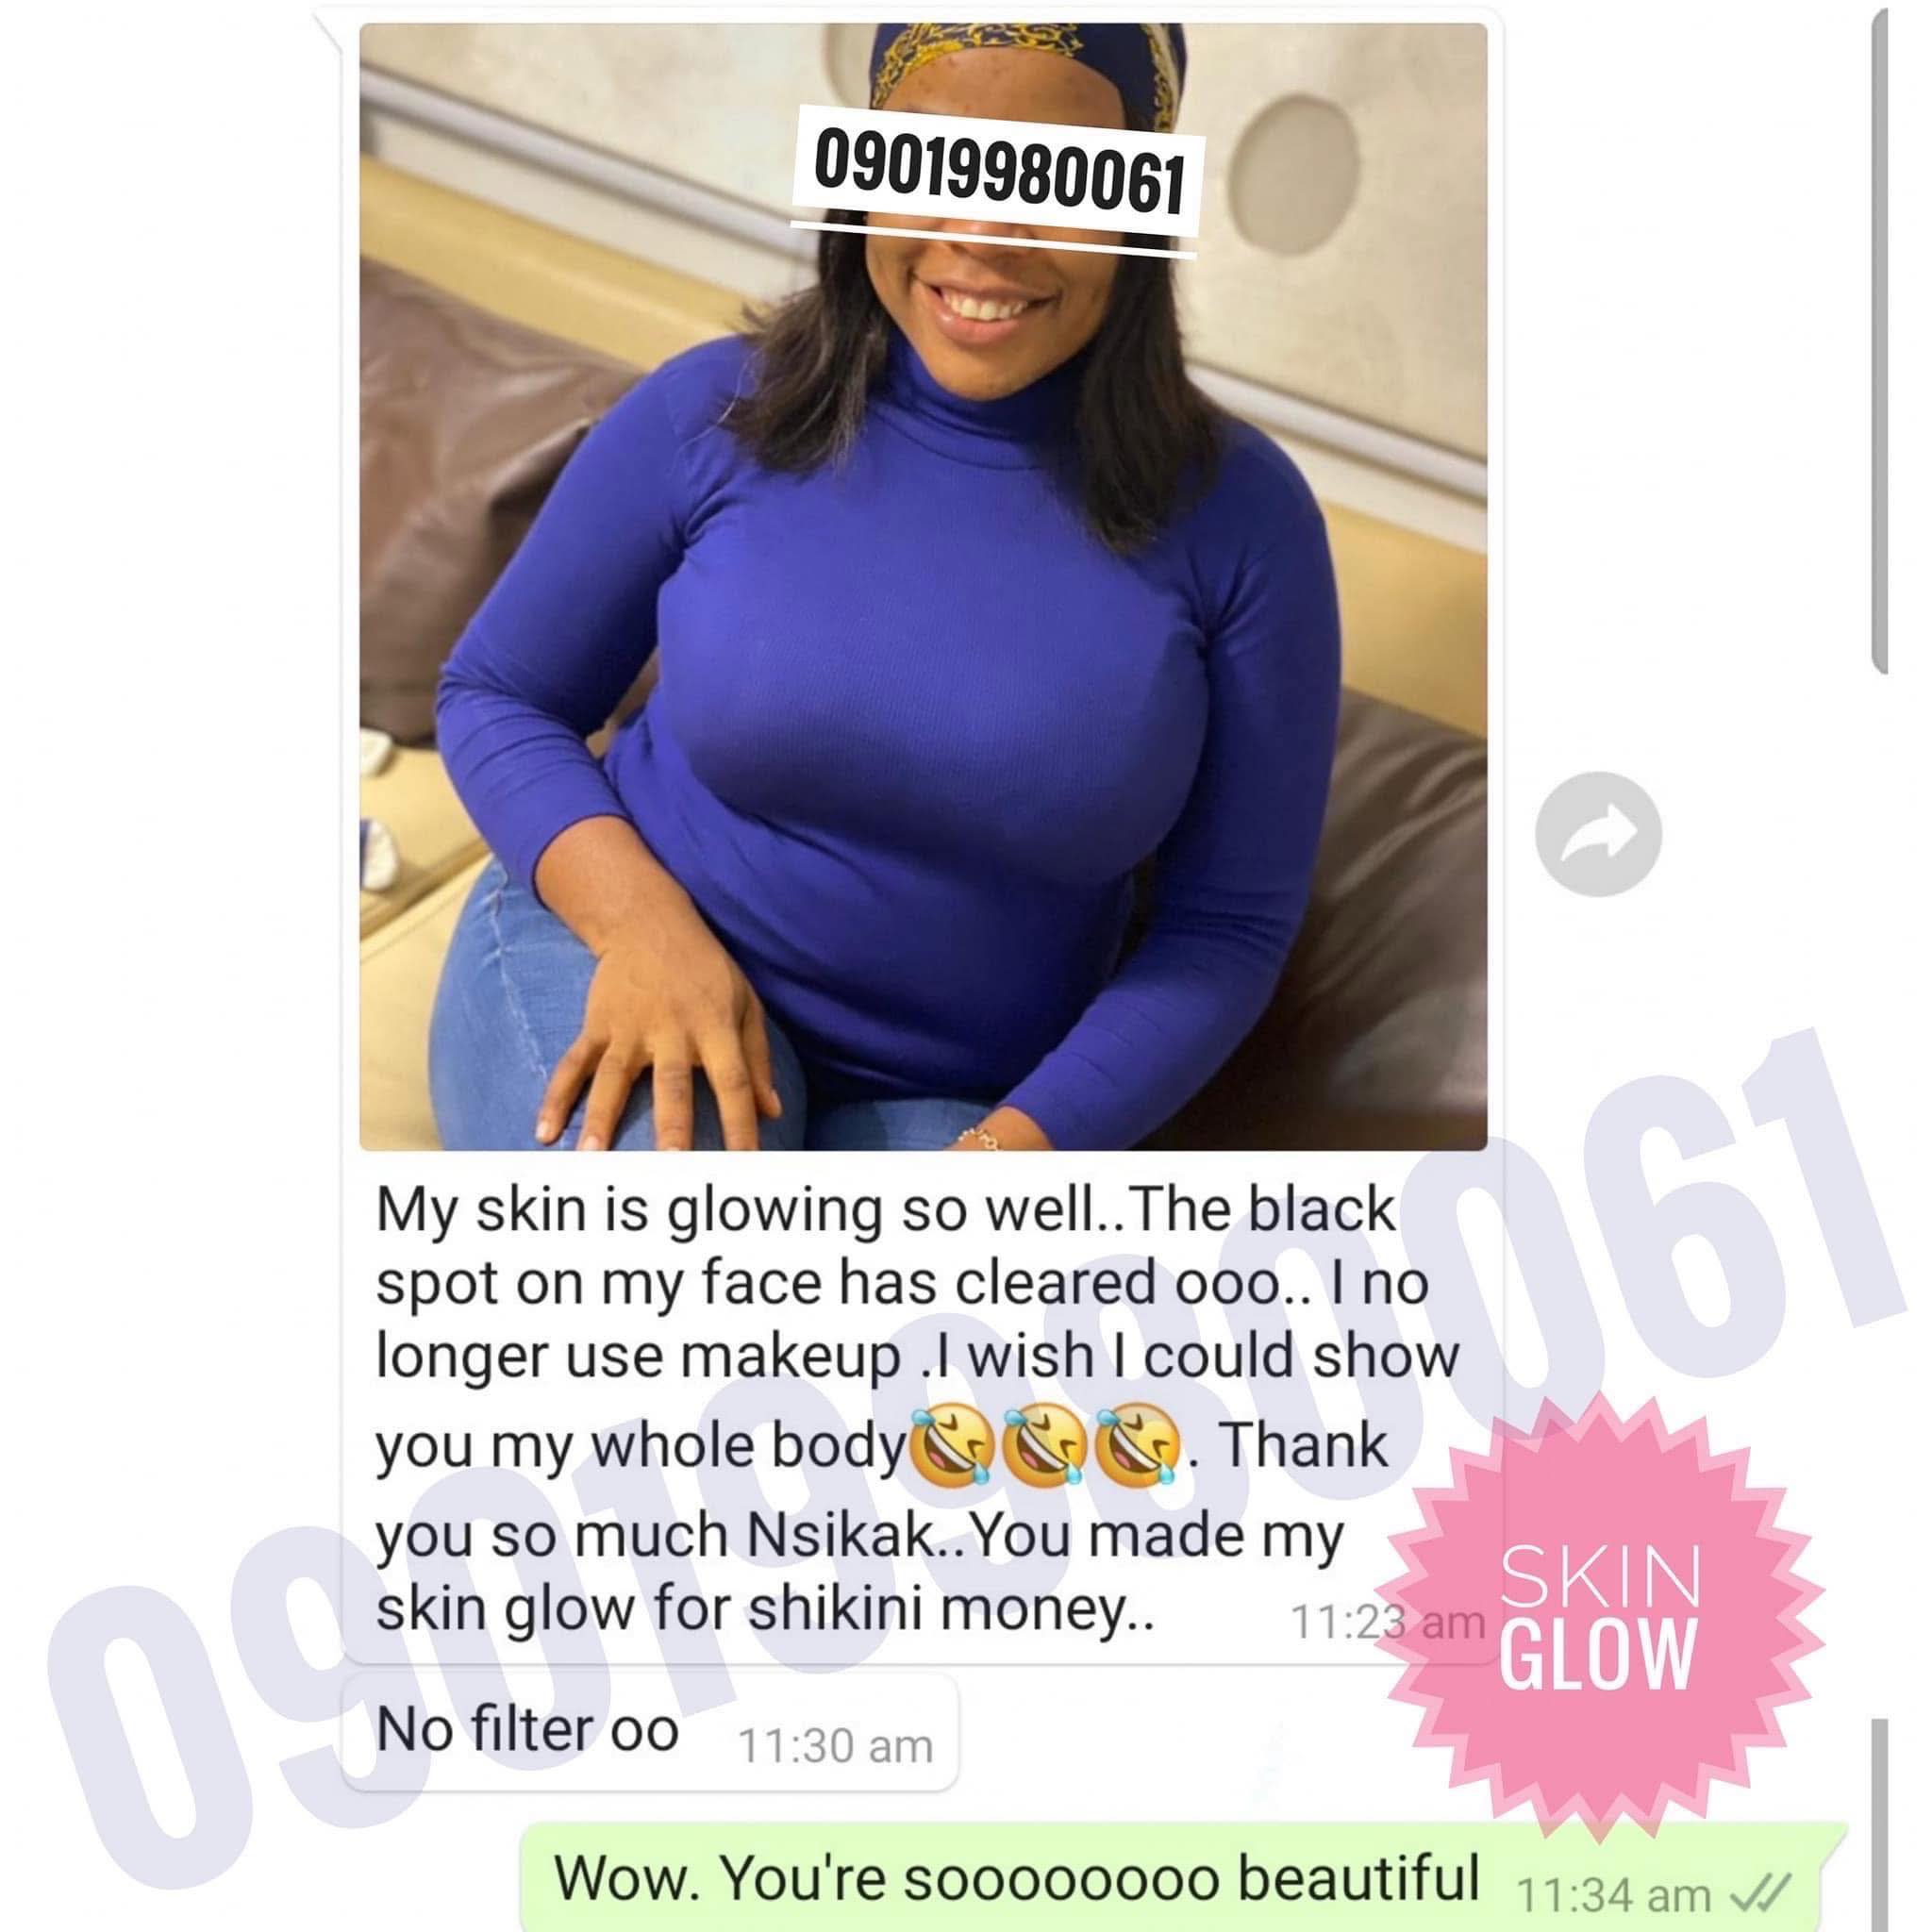 09019980061
My skin is glowing so well..The black
spot on my face has cleared ooo.. I no
longer use makeup .I wish I could show
you my whole body🤣🤣🤣. Thank
you so much Nsikak..You made my
skin glow for shikini money..
11:23 am
No filter oo 11:30 am
Wow. You're soooooooo beautiful 11:34 am
SKIN
GLOW
09019980061